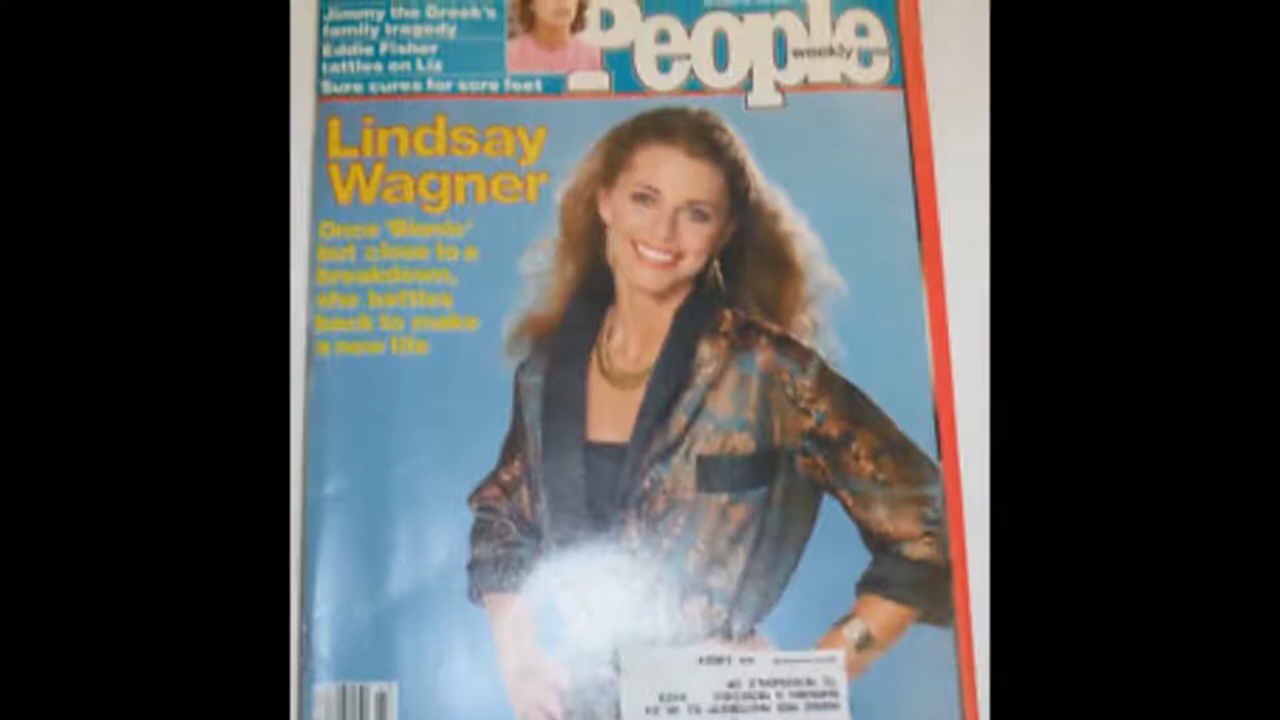 Jimmy the Greek's
family tragedy
Eddie Fisher
tattles on Liz
Sure cures for sore feet
People
weekly
Lindsay
Wagner
Once 'Bionic'
but close to a
breakdown,
she battles
back to make
a new life